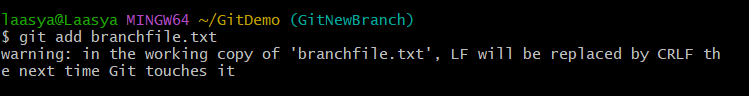 laasya@Laasya MINGW64 ~/GitDemo (GitNewBranch)
$ git add branchfile.txt
warning: in the working copy of 'branchfile.txt', LF will be replaced by CRLF th
e next time Git touches it